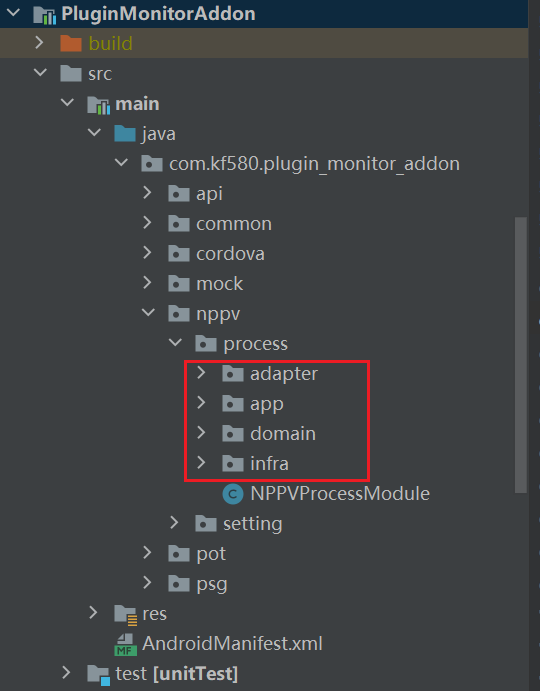 PluginMonitorAddon
build
src
main
java
com.kf580.plugin_monitor_addon
api
common
cordova
mock
nppv
process
adapter
app
domain
infra
C NPPVProcessModule
setting
pot
psg
res
MF AndroidManifest.xml
test [unitTest]